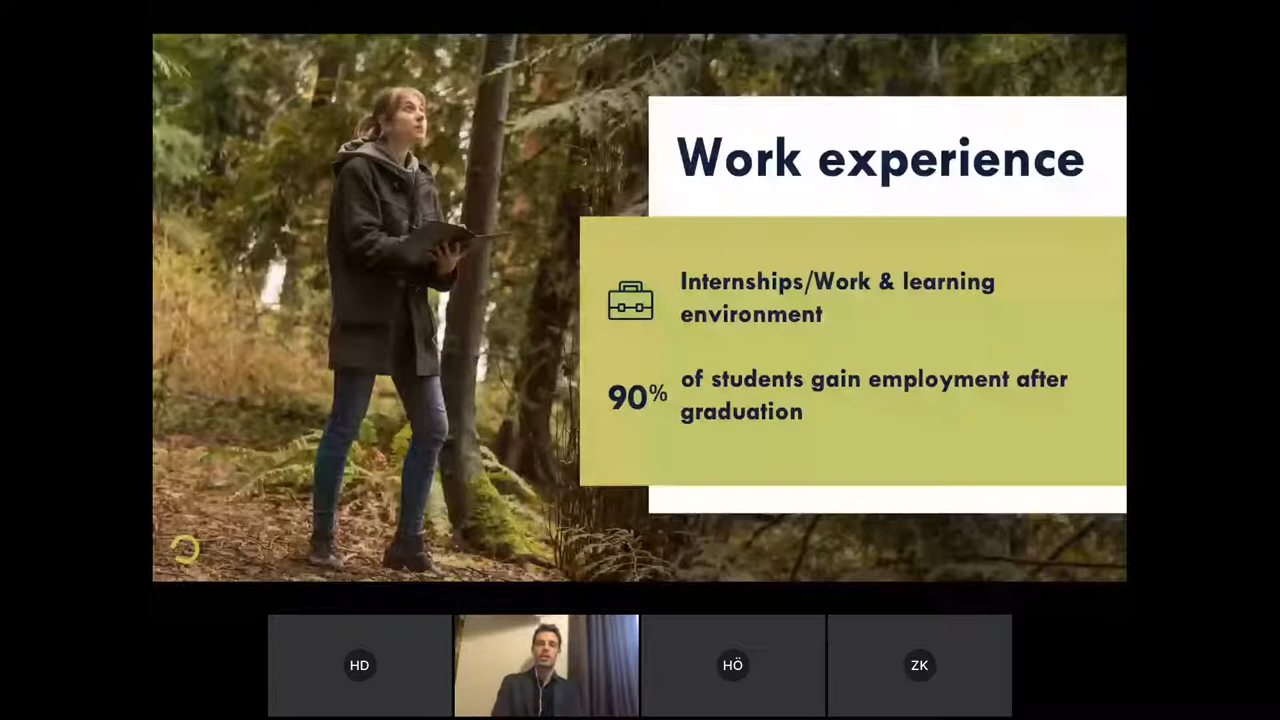 Work experience
Internships/Work & learning
environment
90%
of students gain employment after
graduation
HD
HÖ
ZK